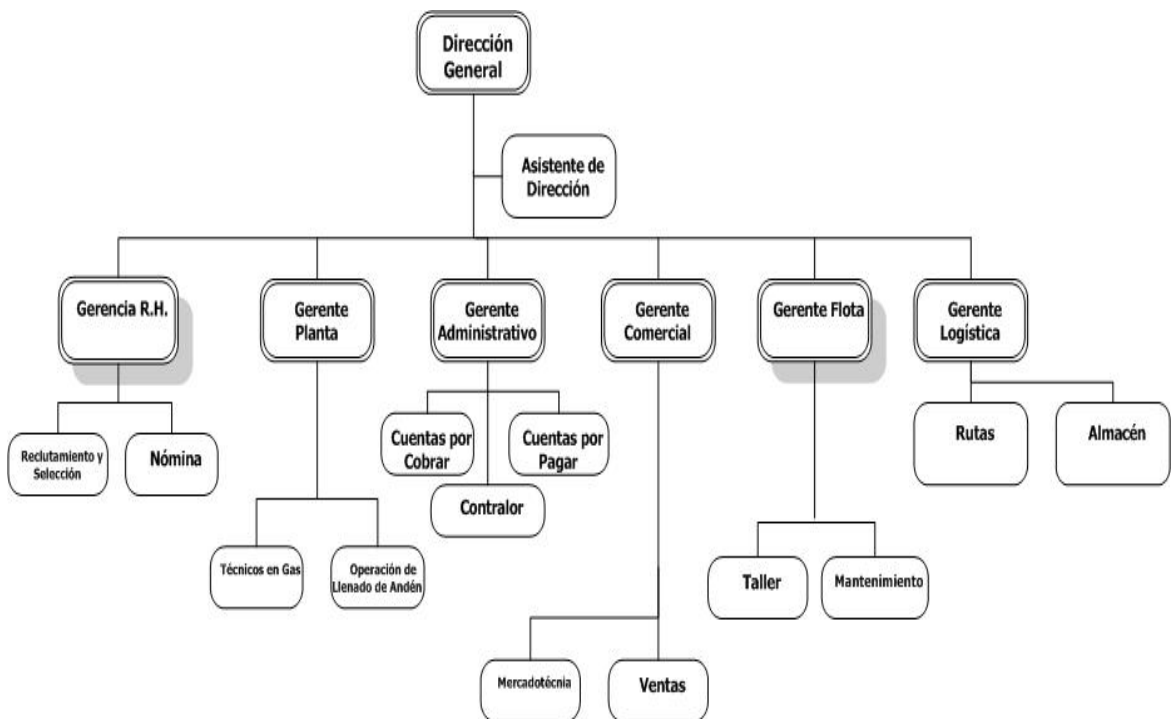 Dirección
General
Asistente de
Dirección
Gerencia R.H.
Gerente
Planta
Gerente
Administrativo
Gerente
Comercial
Gerente Flota
Gerente
Logística
Reclutamiento y
Selección
Nómina
Cuentas por
Cobrar
Cuentas por
Pagar
Contralor
Rutas
Almacén
Técnicos en Gas
Operación de
Llenado de Andén
Taller
Mantenimiento
Mercadotécnia
Ventas